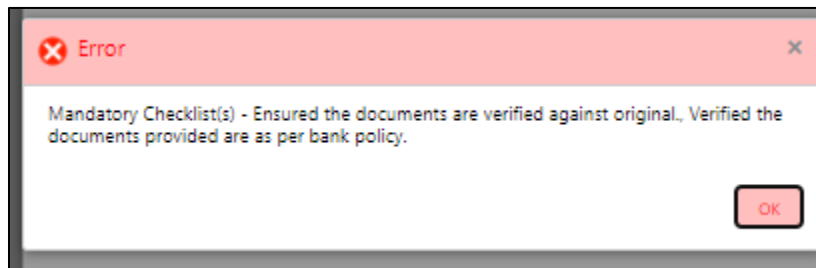 Error
Mandatory Checklist(s) - Ensured the documents are verified against original., Verified the
documents provided are as per bank policy.
OK